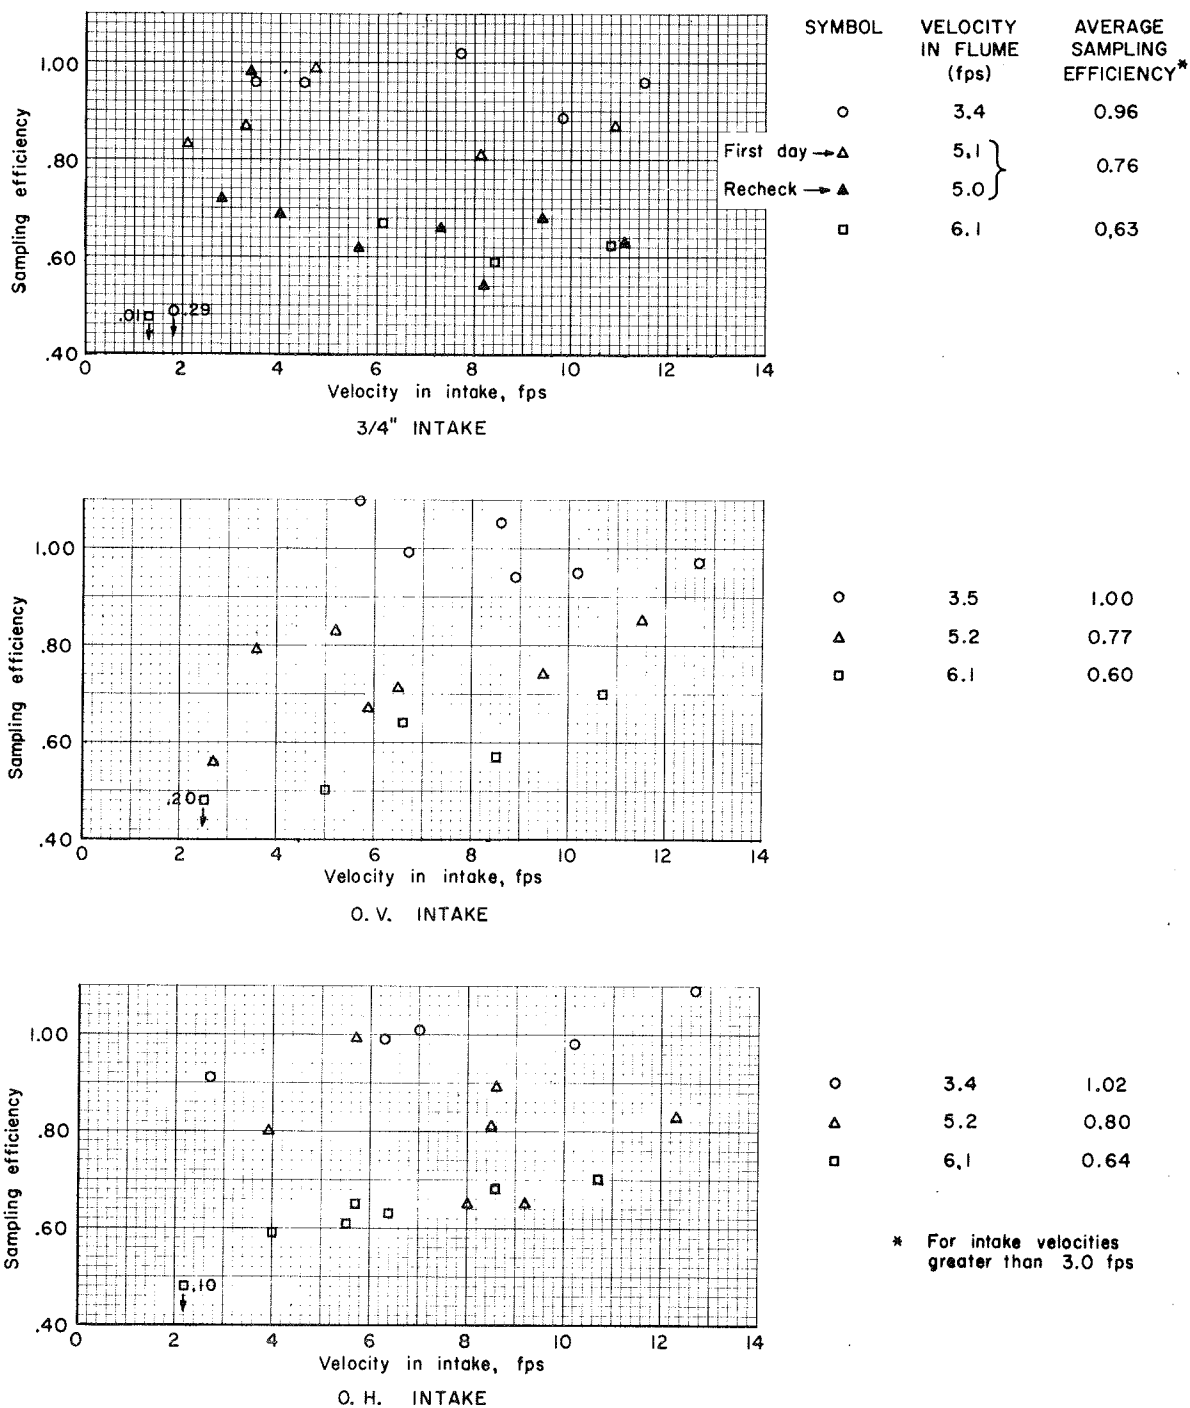 SYMBOL VELOCITY IN FLUME (fps) AVERAGE SAMPLING EFFICIENCY*
1.00
.80
.60
.40
Sampling efficiency
.01 .29
0 2 4 6 8 10 12 14
Velocity in intake, fps
3/4" INTAKE
3.4 0.96
First day 5.1
0.76
Recheck 5.0
6.1 0,63
1.00
.80
.60
.40
Sampling efficiency
.20
0 2 4 6 8 10 12 14
Velocity in intake, fps
O. V. INTAKE
3.5 1.00
5.2 0.77
6.1 0.60
1.00
.80
.60
.40
Sampling efficiency
.10
0 2 4 6 8 10 12 14
Velocity in intake, fps
O. H. INTAKE
3.4 1.02
5.2 0.80
6,1 0.64
* For intake velocities
greater than 3.0 fps